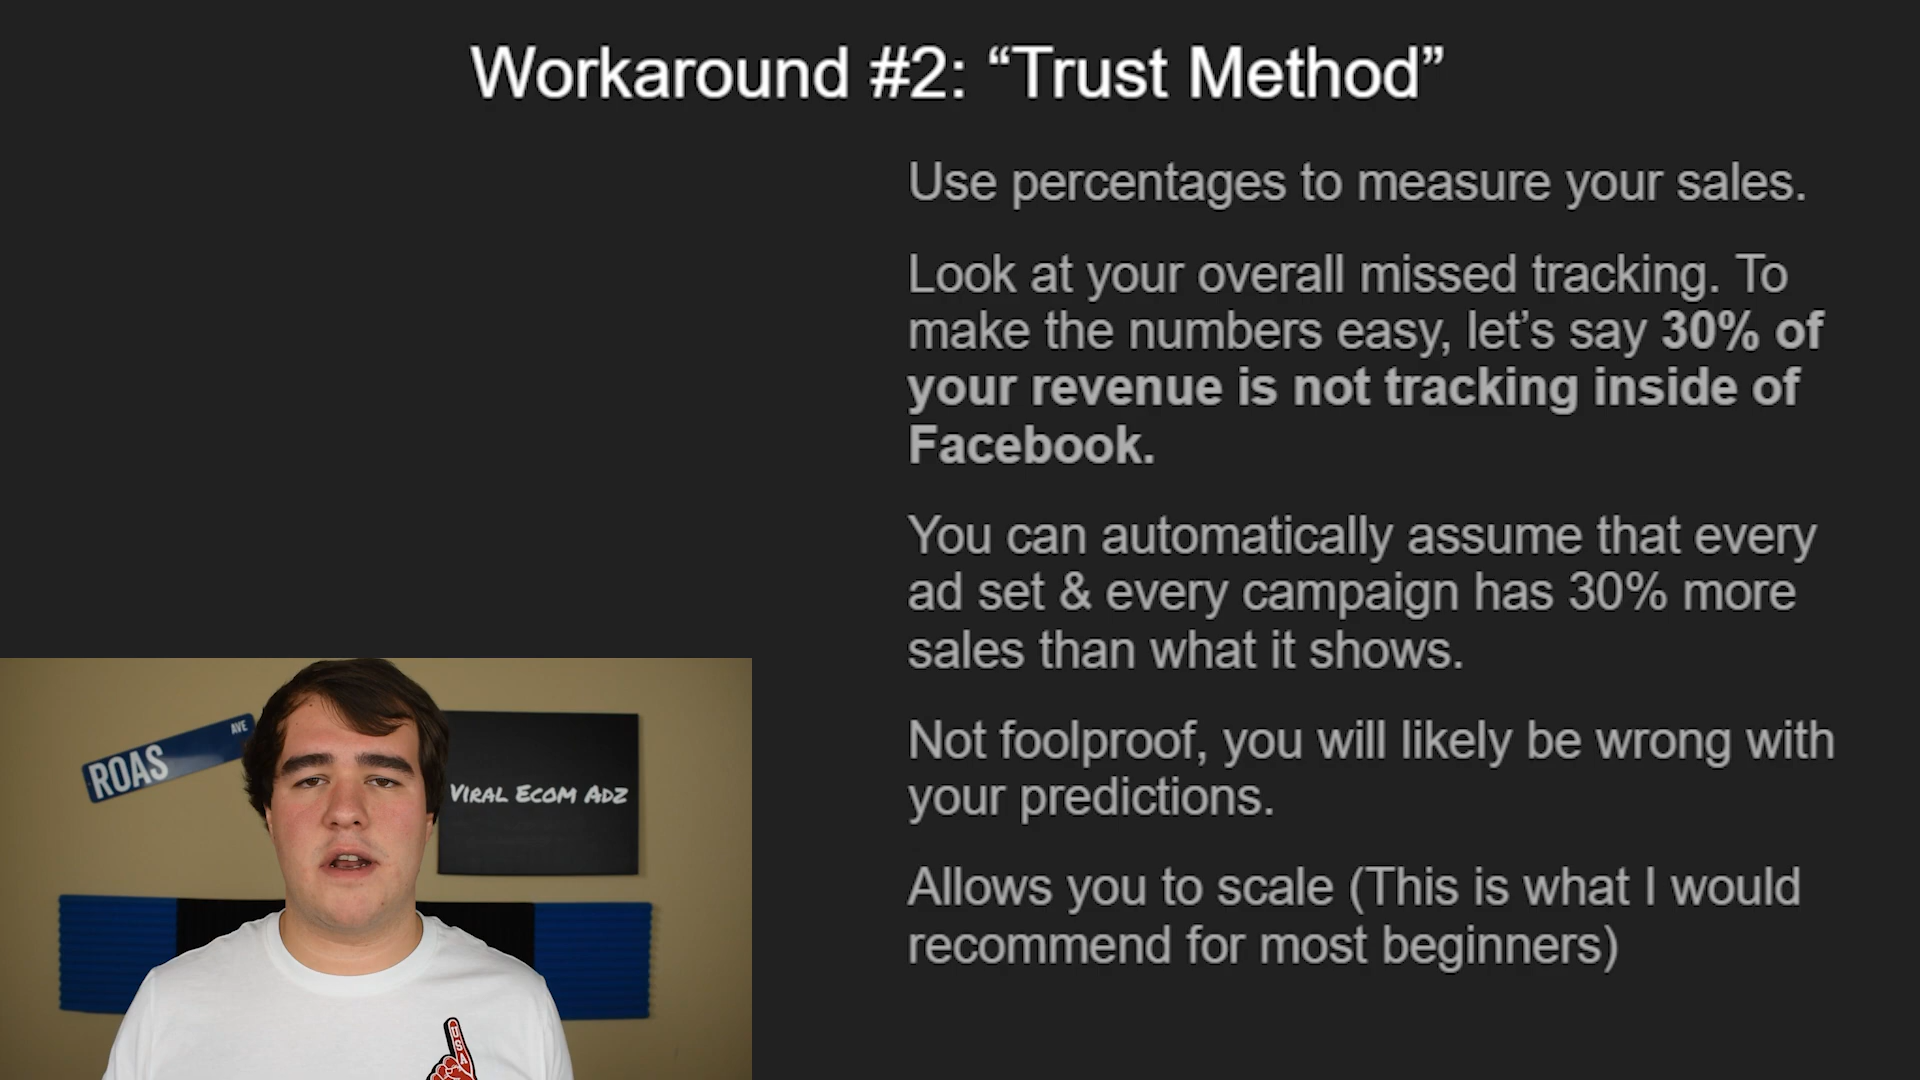 Workaround #2: “Trust Method”
Use percentages to measure your sales.
Look at your overall missed tracking. To
make the numbers easy, let’s say 30% of
your revenue is not tracking inside of
Facebook.
You can automatically assume that every
ad set & every campaign has 30% more
sales than what it shows.
Not foolproof, you will likely be wrong with
your predictions.
Allows you to scale (This is what I would
recommend for most beginners)
ROAS AVE
Viral Ecom Adz
USA